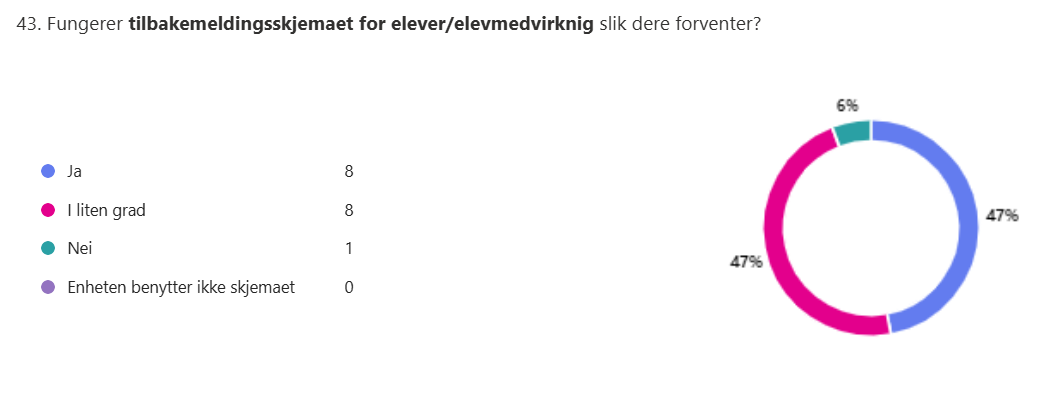 43. Fungerer tilbakemeldingsskjemaet for elever/elevmedvirknig slik dere forventer?
Ja 8
I liten grad 8
Nei 1
Enheten benytter ikke skjemaet 0
6%
47%
47%